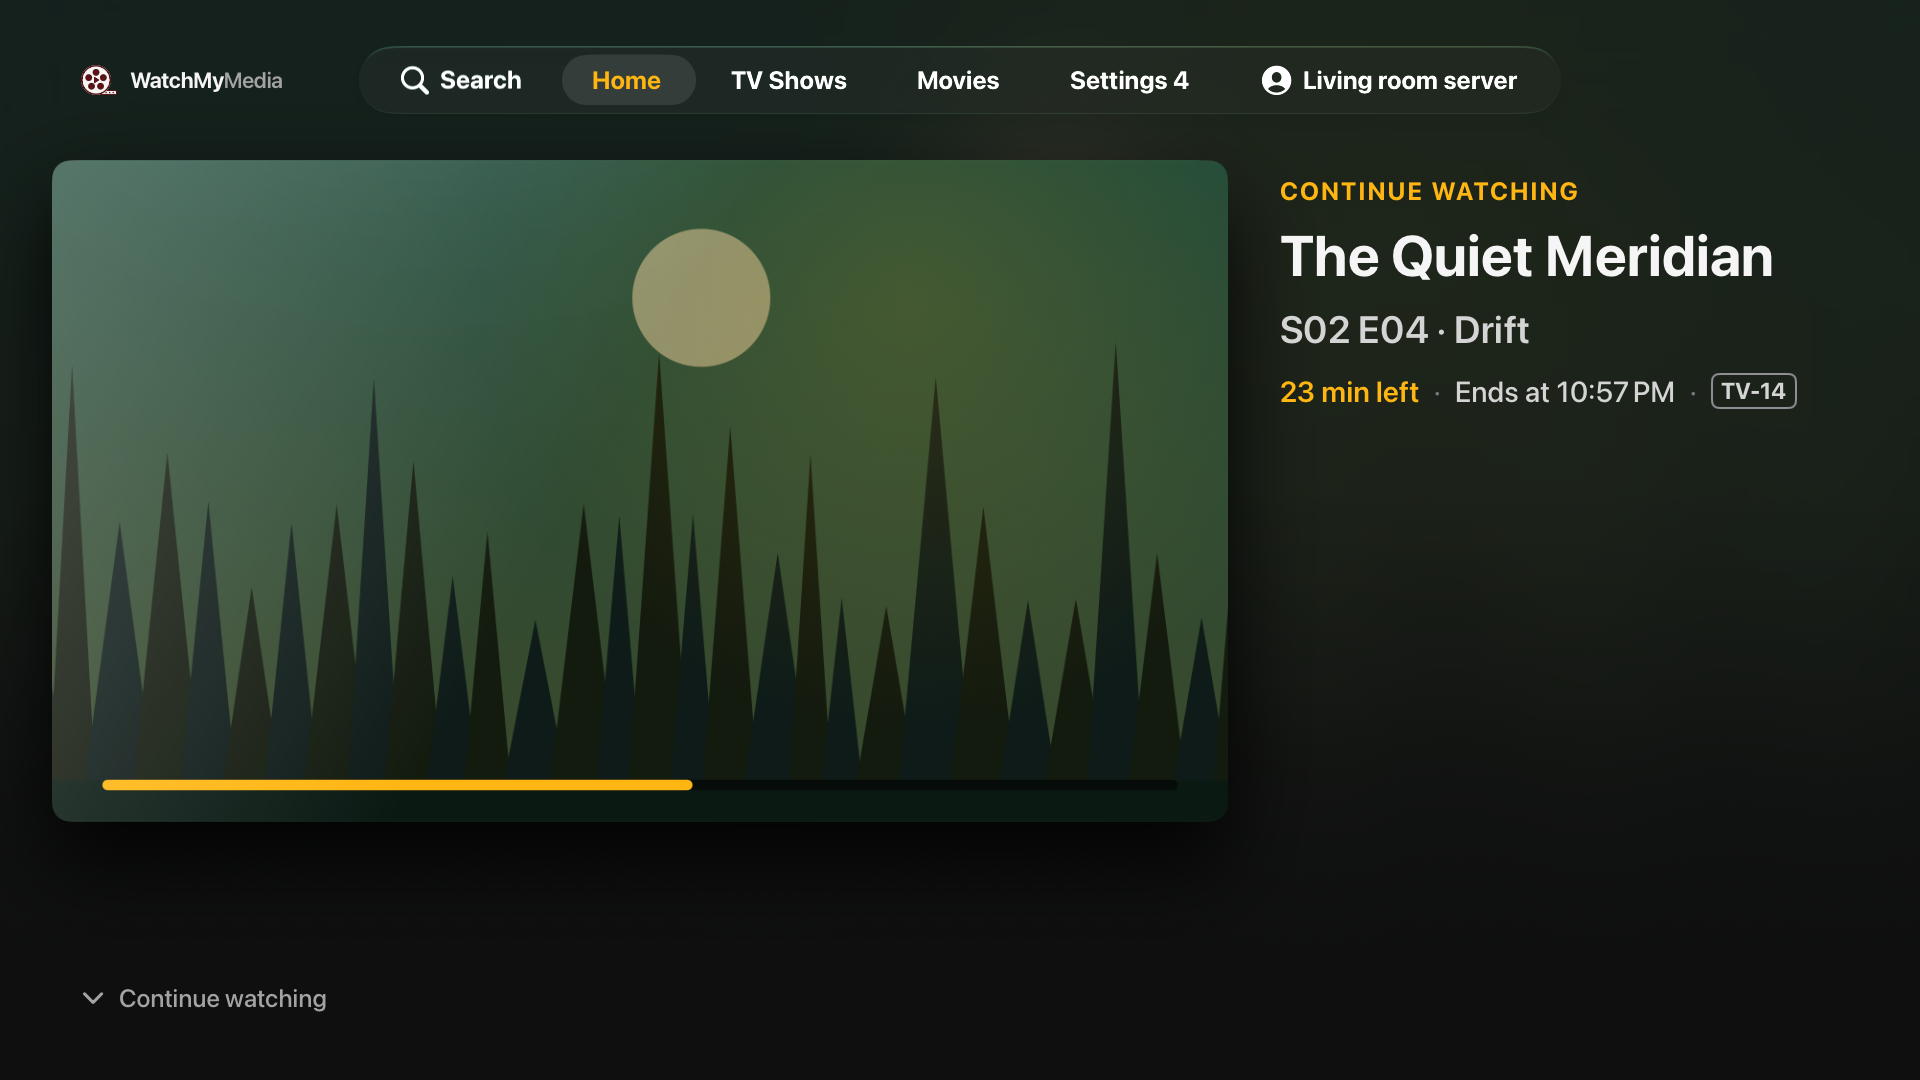 WatchMyMedia
Search
Home
TV Shows
Movies
Settings 4
Living room server
CONTINUE WATCHING
The Quiet Meridian
S02 E04 · Drift
23 min left · Ends at 10:57 PM · TV-14
Continue watching